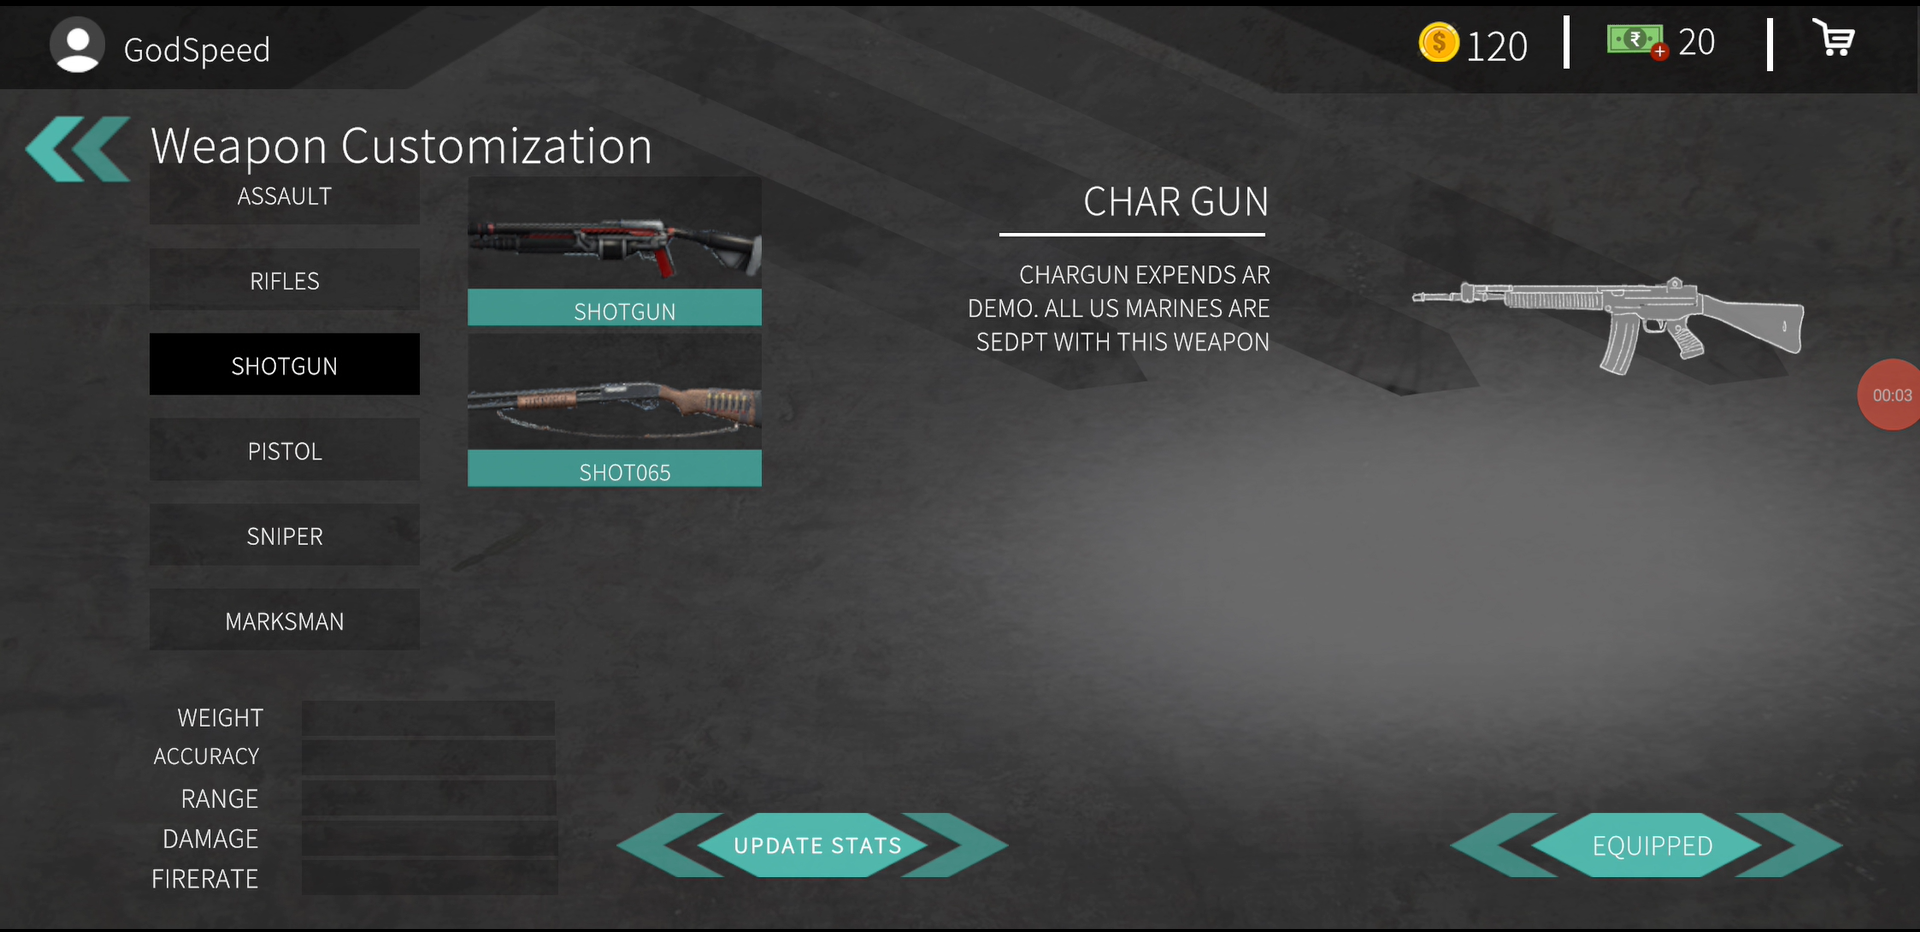 GodSpeed
120
20
Weapon Customization
ASSAULT
RIFLES
SHOTGUN
PISTOL
SNIPER
MARKSMAN
SHOTGUN
SHOT065
CHAR GUN
CHARGUN EXPENDS AR
DEMO. ALL US MARINES ARE
SEDPT WITH THIS WEAPON
00:03
WEIGHT
ACCURACY
RANGE
DAMAGE
FIRERATE
UPDATE STATS
EQUIPPED